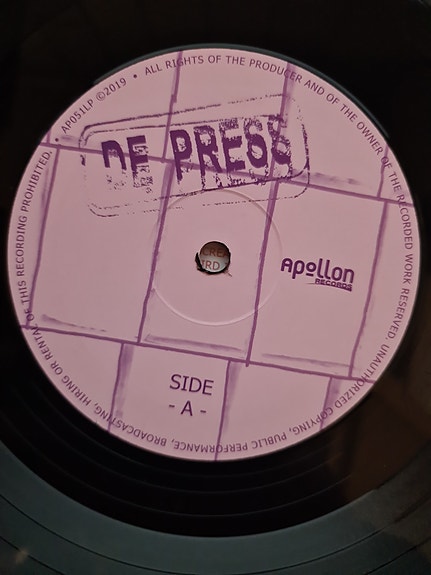 AP051LP ©2019 • ALL RIGHTS OF THE PRODUCER AND OF THE OWNER OF THE RECORDED WORK RESERVED. UNAUTHORIZED COPYING, PUBLIC PERFORMANCE, BROADCASTING, HIRING OR RENTAL OF THIS RECORDING PROHIBITED.
DE PRESS
Apollon
RECORDS
SIDE
- A -